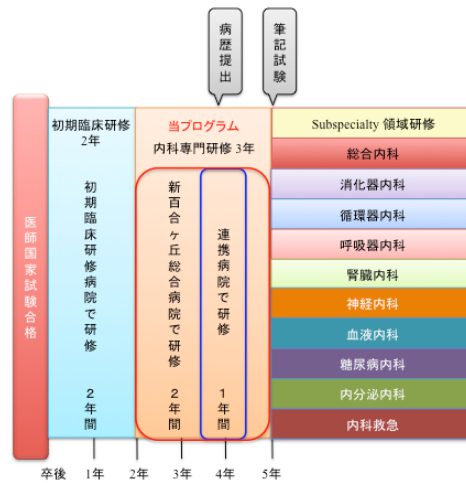 病歴提出
筆記試験
医師国家試験合格
初期臨床研修
2年
初期臨床研修病院で研修 2年間
当プログラム
内科専門研修 3年
新百合ヶ丘総合病院で研修 2年間
連携病院で研修 1年間
Subspecialty 領域研修
総合内科
消化器内科
循環器内科
呼吸器内科
腎臓内科
神経内科
血液内科
糖尿病内科
内分泌内科
内科救急
卒後 1年 2年 3年 4年 5年